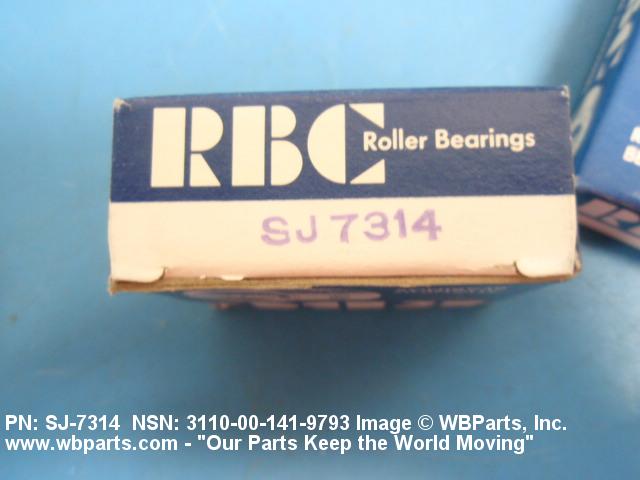 RBC Roller Bearings
SJ 7314
PN: SJ-7314 NSN: 3110-00-141-9793 Image © WBParts, Inc.
www.wbparts.com - "Our Parts Keep the World Moving"